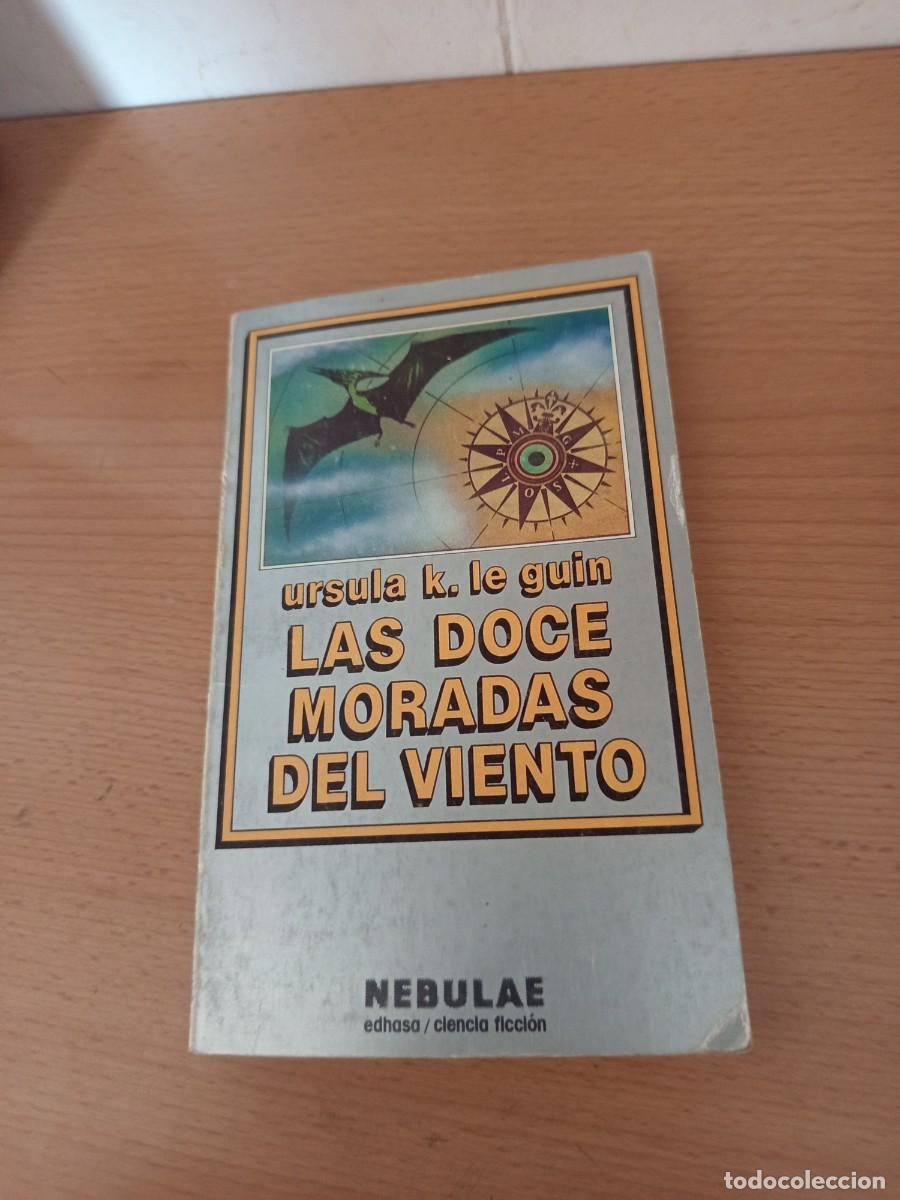 P M G
+
L O S
ursula k. le guin
LAS DOCE
MORADAS
DEL VIENTO
NEBULAE
edhasa / ciencia ficción
todocoleccion